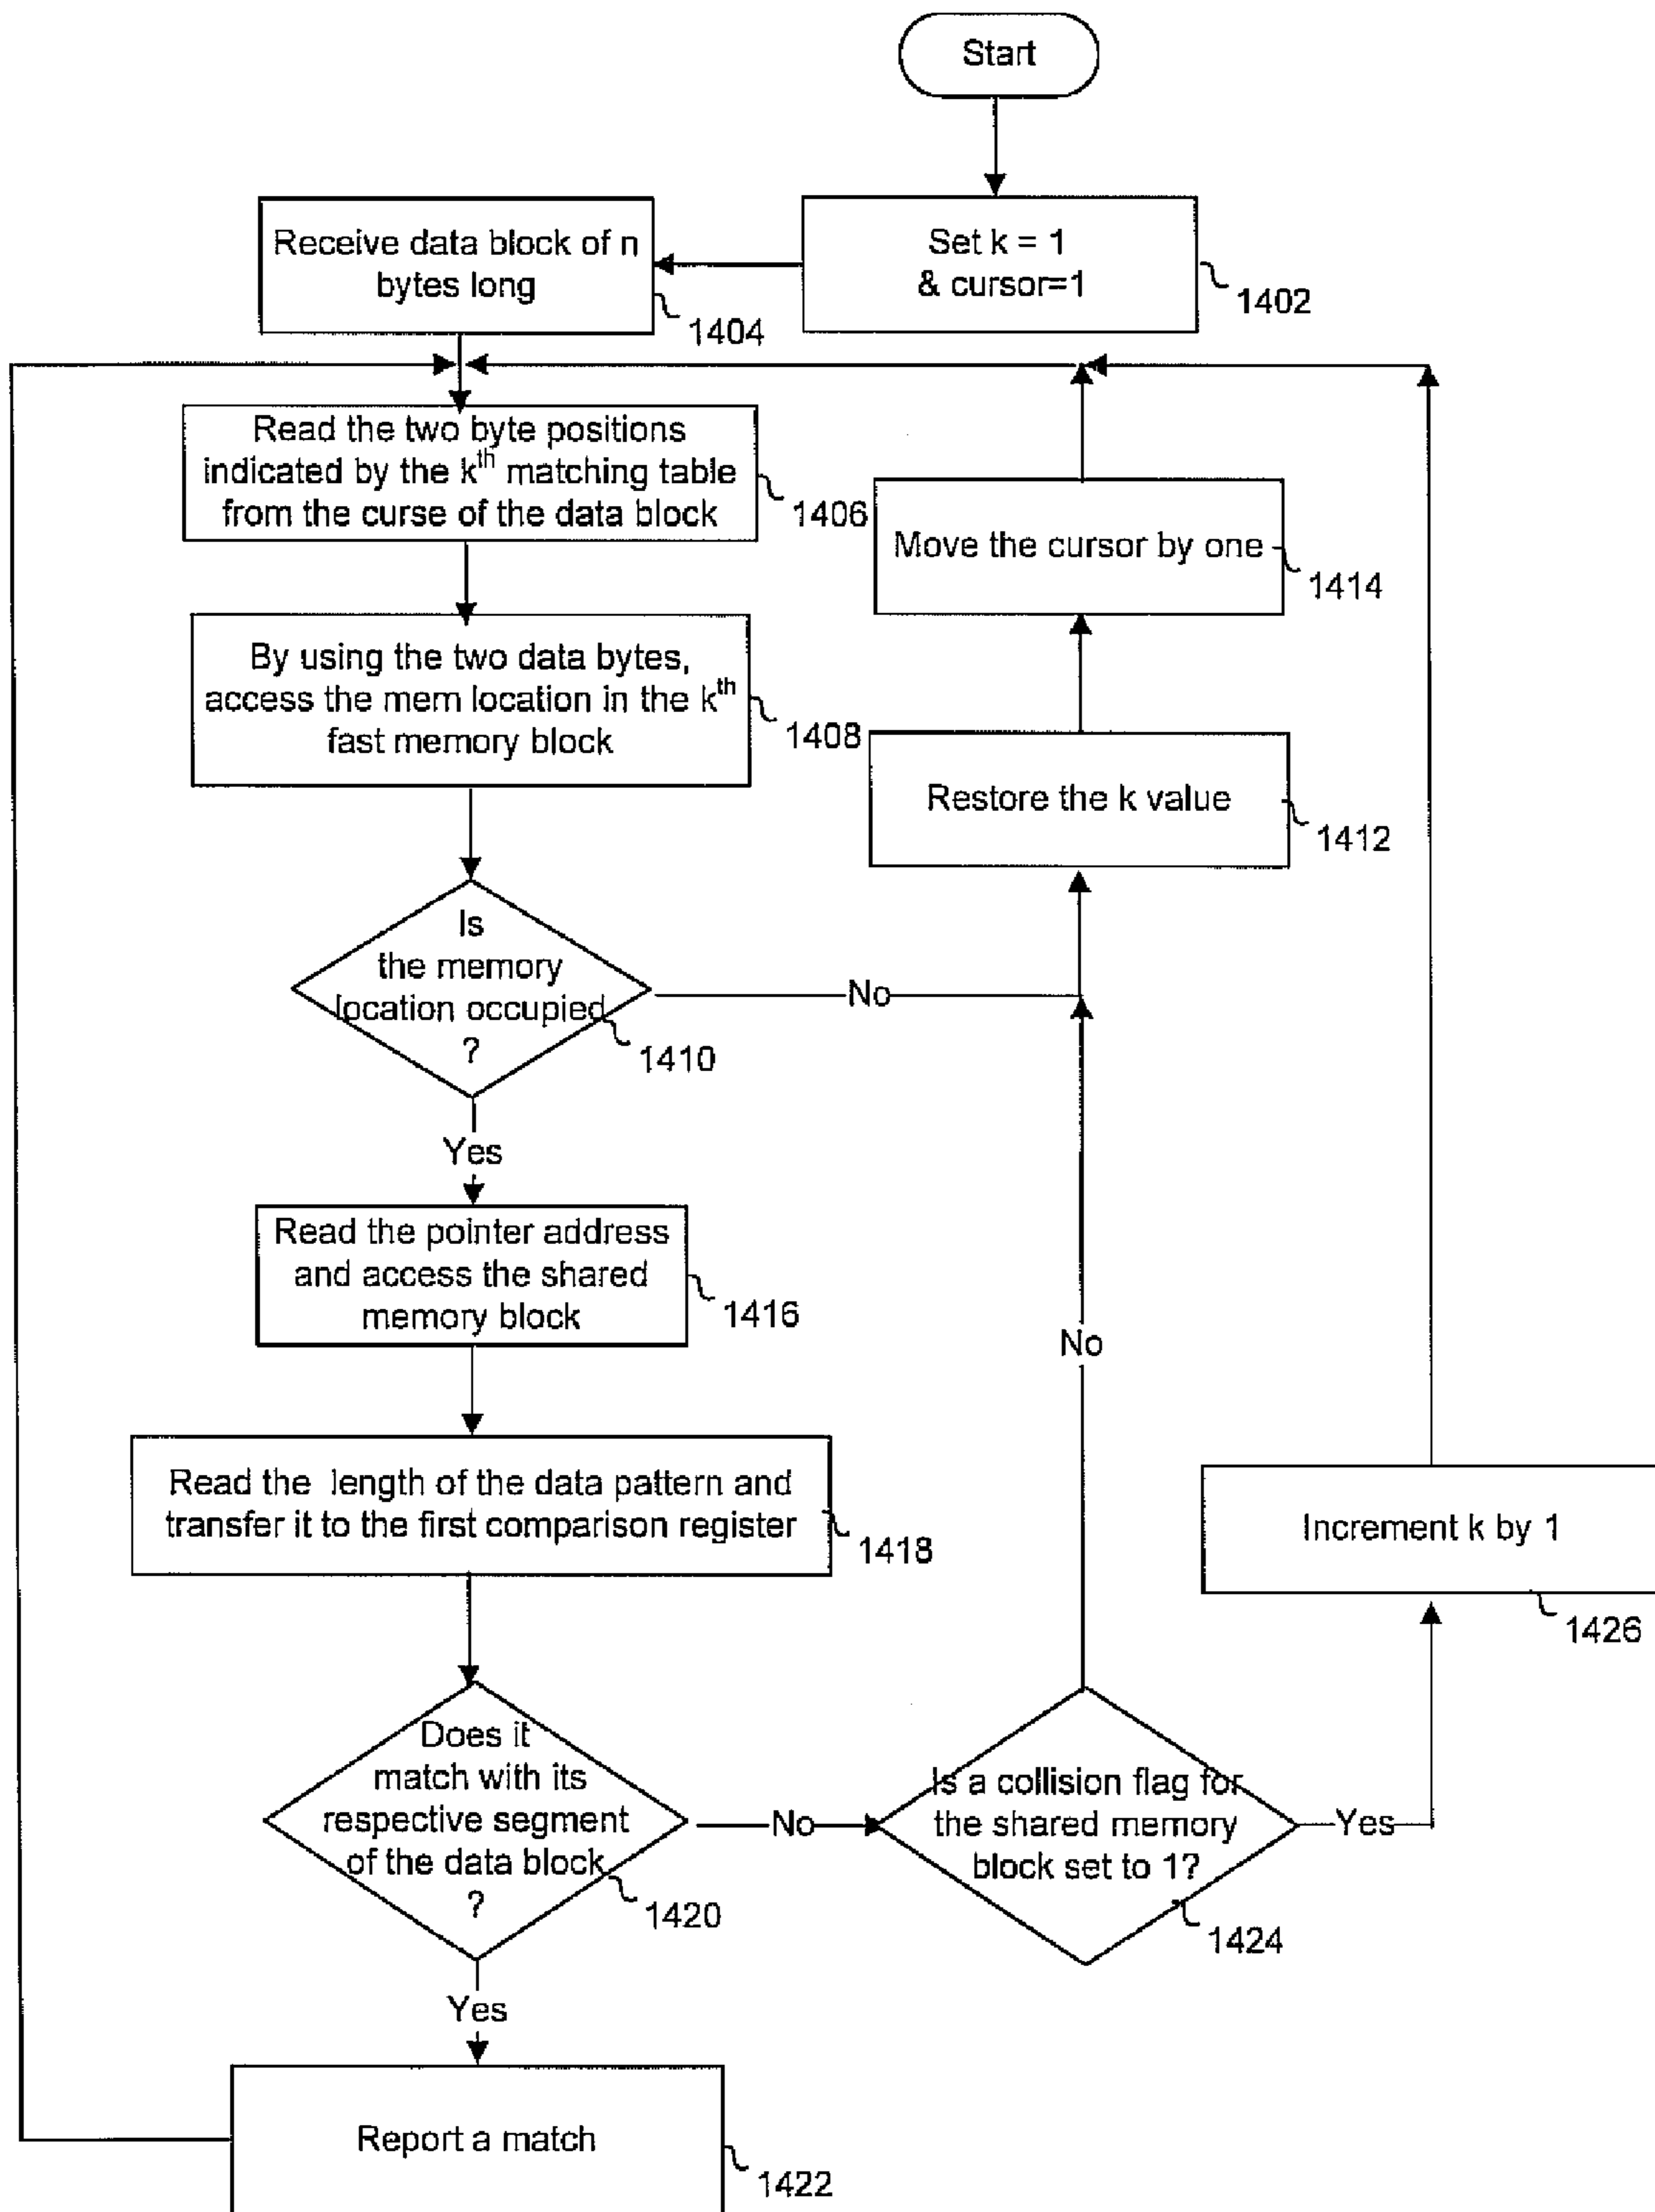 Start
Set k = 1
& cursor=1
1402
Receive data block of n
bytes long
1404
Read the two byte positions
indicated by the kth matching table
from the curse of the data block
1406
By using the two data bytes,
access the mem location in the kth
fast memory block
1408
Move the cursor by one
1414
Restore the k value
1412
Is
the memory
location occupied
?
1410
No
Yes
Read the pointer address
and access the shared
memory block
1416
No
Read the length of the data pattern and
transfer it to the first comparison register
1418
Increment k by 1
1426
Does it
match with its
respective segment
of the data block
?
1420
No
Is a collision flag for
the shared memory
block set to 1?
1424
Yes
Yes
Report a match
1422